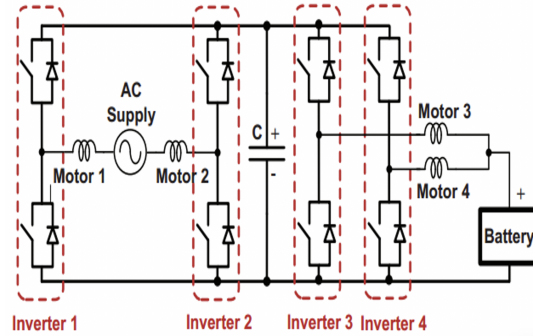 AC
Supply
Motor 1
Motor 2
C
+
-
Motor 3
Motor 4
+
Battery
Inverter 1
Inverter 2
Inverter 3
Inverter 4